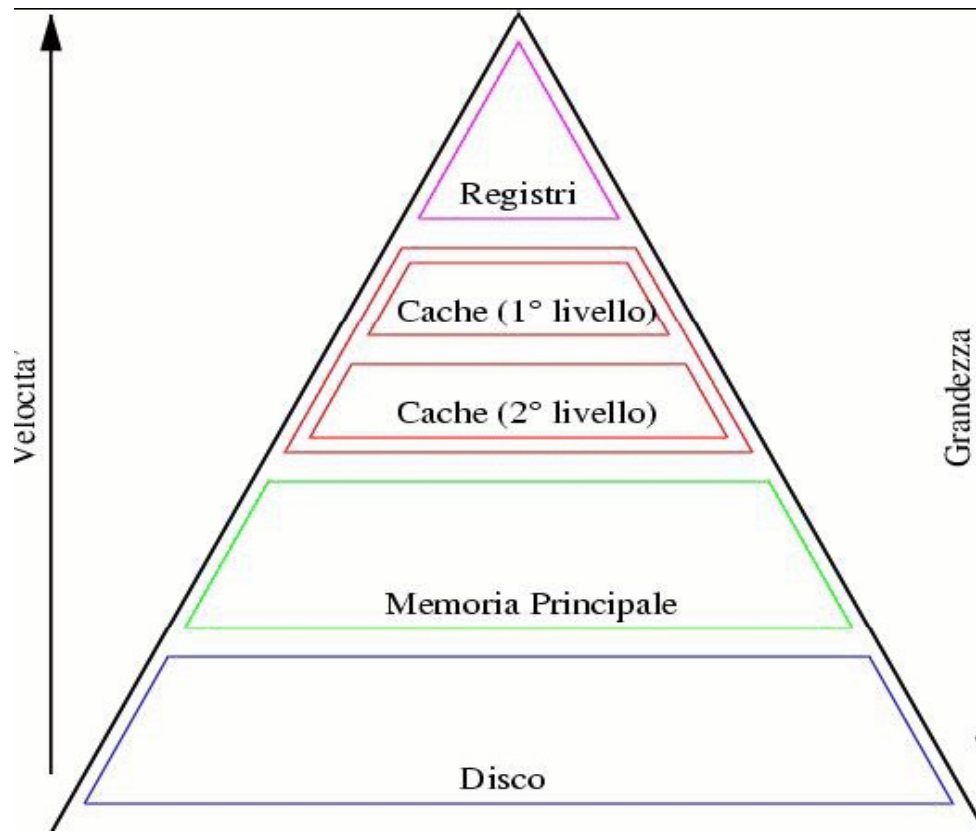 Registri
Cache (1° livello)
Cache (2° livello)
Velocita´
Grandezza
Memoria Principale
Disco